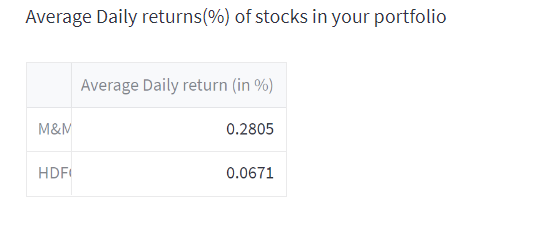 Average Daily returns(%) of stocks in your portfolio
Average Daily return (in %)
M&M 0.2805
HDF 0.0671